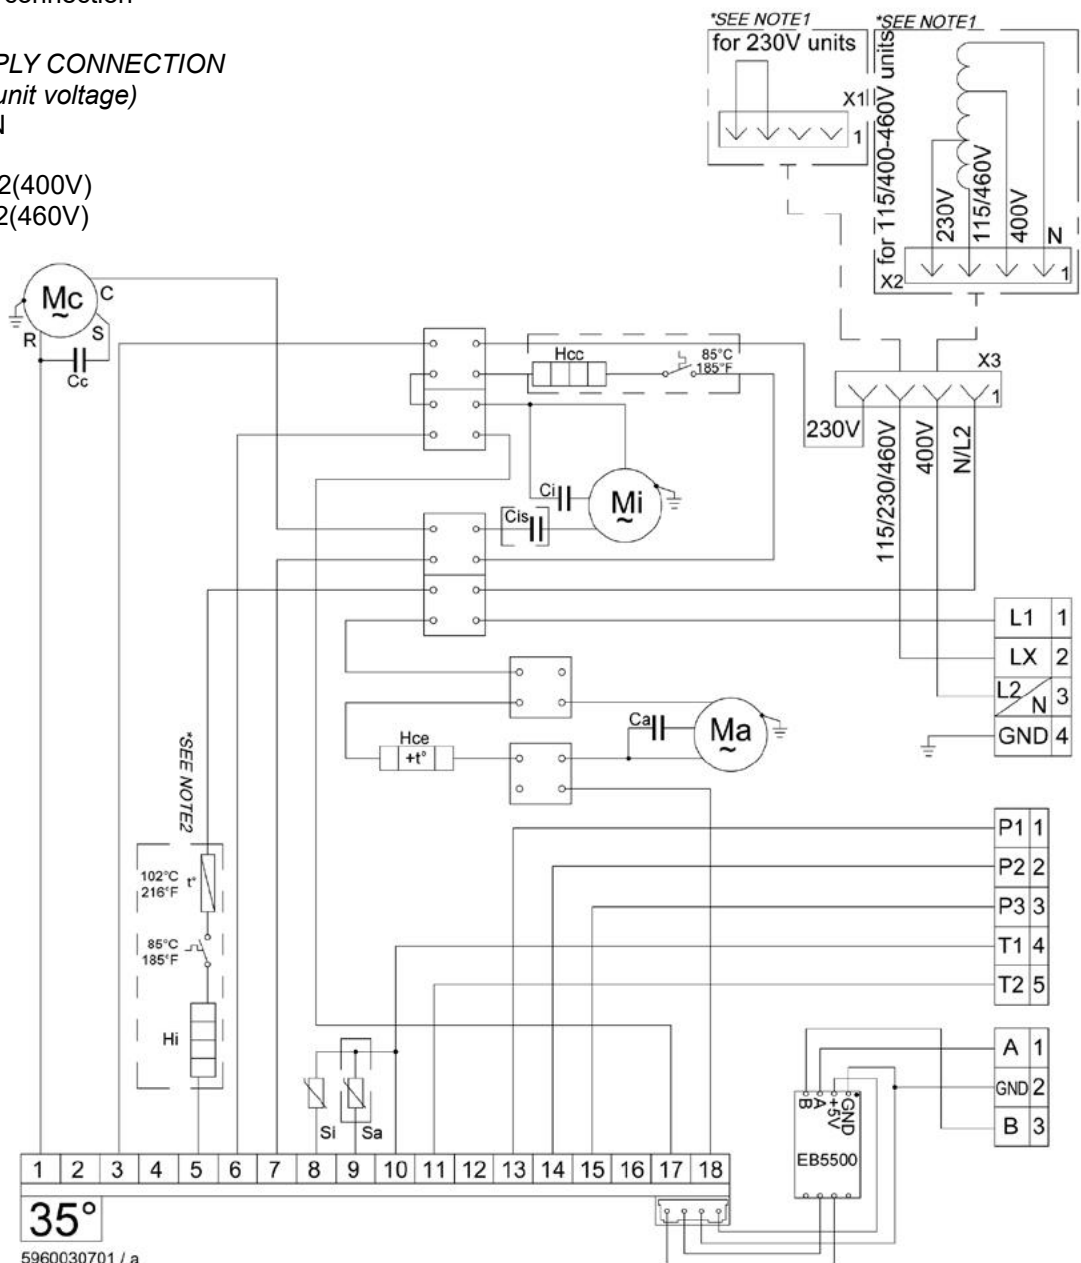 connection
PLY CONNECTION
unit voltage)
2(400V)
2(460V)
*SEE NOTE1
for 230V units
X1
1
*SEE NOTE1
for 115/400-460V units
230V
115/460V
400V
N
X2
1
Mc
~
C
R
S
Cc
Hcc
85°C
185°F
X3
1
230V
115/230/460V
400V
N/L2
Ci
Mi
~
Cis
L1 1
LX 2
L2/N 3
GND 4
Ca
Ma
~
Hce
+t°
*SEE NOTE2
102°C
216°F
t°
85°C
185°F
Hi
P1 1
P2 2
P3 3
T1 4
T2 5
Si
Sa
A 1
GND 2
B 3
B A +5V GND
EB5500
1 2 3 4 5 6 7 8 9 10 11 12 13 14 15 16 17 18
35°
5960030701 / a